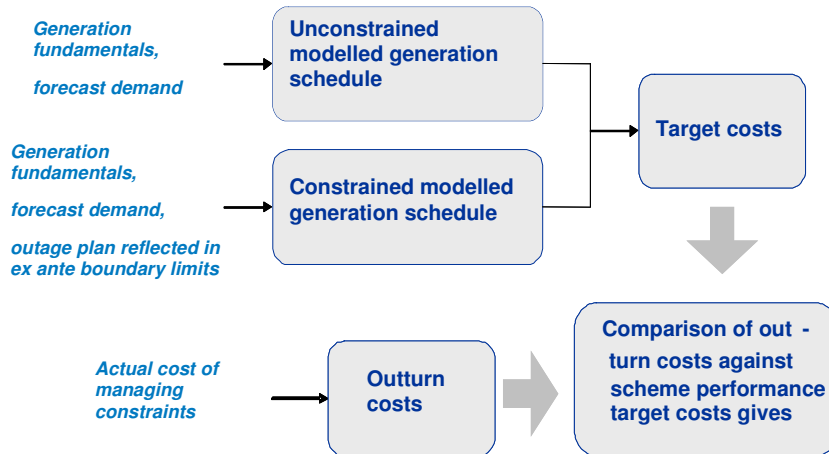 Generation
fundamentals,
forecast demand
Unconstrained
modelled generation
schedule
Target costs
Generation
fundamentals,
forecast demand,
outage plan reflected in
ex ante boundary limits
Constrained modelled
generation schedule
Actual cost of
managing
constraints
Outturn
costs
Comparison of out -
turn costs against
scheme performance
target costs gives